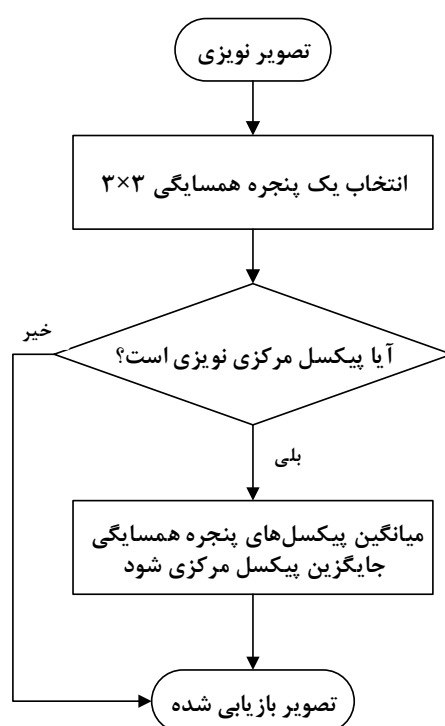 تصویر نویزی
انتخاب یک پنجره همسایگی ۳×۳
خیر
آیا پیکسل مرکزی نویزی است؟
بلی
میانگین پیکسل‌های پنجره همسایگی
جایگزین پیکسل مرکزی شود
تصویر بازیابی شده